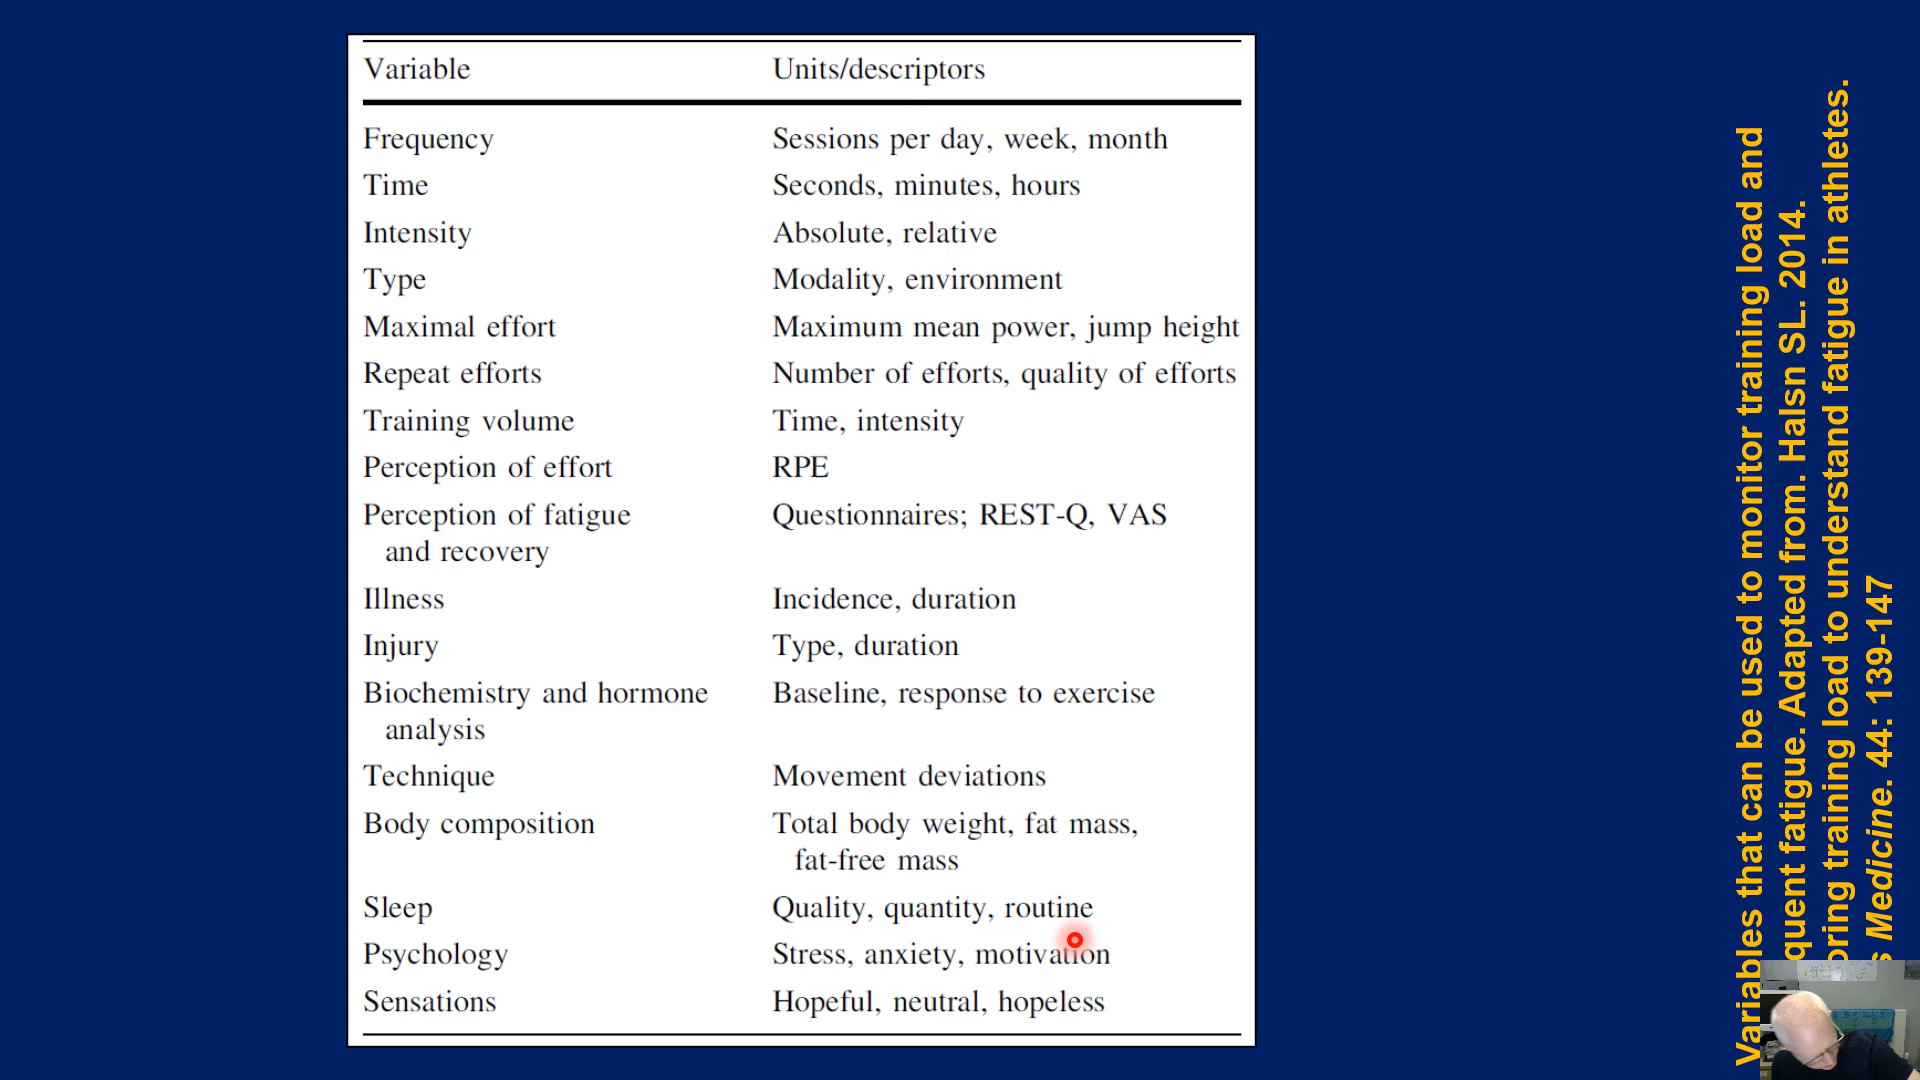 Variable Units/descriptors
Frequency Sessions per day, week, month
Time Seconds, minutes, hours
Intensity Absolute, relative
Type Modality, environment
Maximal effort Maximum mean power, jump height
Repeat efforts Number of efforts, quality of efforts
Training volume Time, intensity
Perception of effort RPE
Perception of fatigue Questionnaires; REST-Q, VAS
and recovery
Illness Incidence, duration
Injury Type, duration
Biochemistry and hormone Baseline, response to exercise
analysis
Technique Movement deviations
Body composition Total body weight, fat mass,
fat-free mass
Sleep Quality, quantity, routine
Psychology Stress, anxiety, motivation
Sensations Hopeful, neutral, hopeless
Variables that can be used to monitor training load and
quent fatigue. Adapted from. Halsn SL. 2014.
oring training load to understand fatigue in athletes.
s Medicine. 44: 139-147